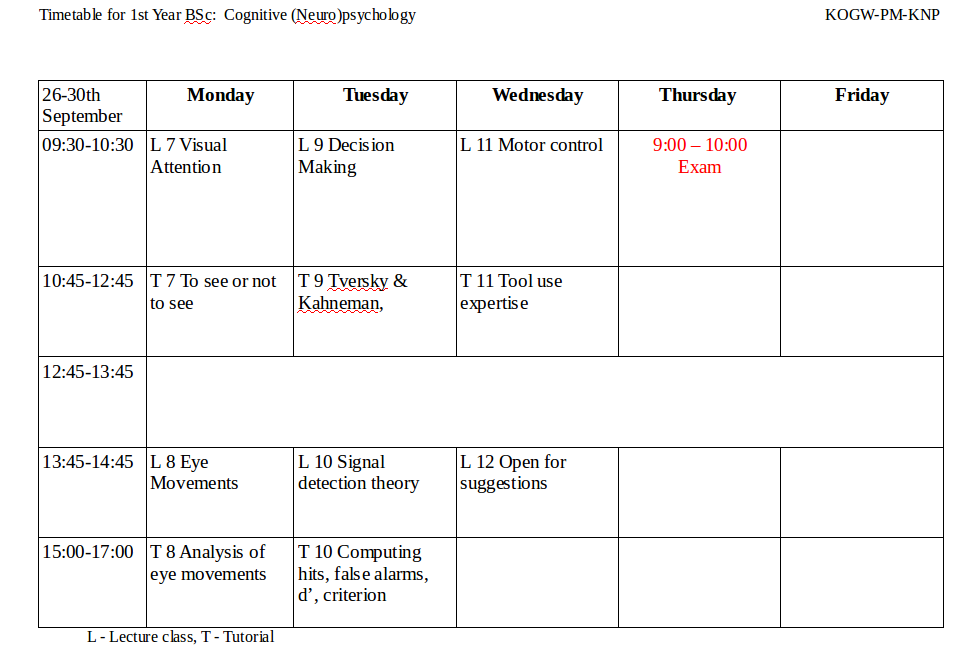 Timetable for 1st Year BSc:  Cognitive (Neuro)psychology
KOGW-PM-KNP
26-30th
September
Monday
Tuesday
Wednesday
Thursday
Friday
09:30-10:30
L 7 Visual
Attention
L 9 Decision
Making
L 11 Motor control
9:00 – 10:00
Exam
10:45-12:45
T 7 To see or not
to see
T 9 Tversky &
Kahneman,
T 11 Tool use
expertise
12:45-13:45
13:45-14:45
L 8 Eye
Movements
L 10 Signal
detection theory
L 12 Open for
suggestions
15:00-17:00
T 8 Analysis of
eye movements
T 10 Computing
hits, false alarms,
d’, criterion
L - Lecture class, T - Tutorial